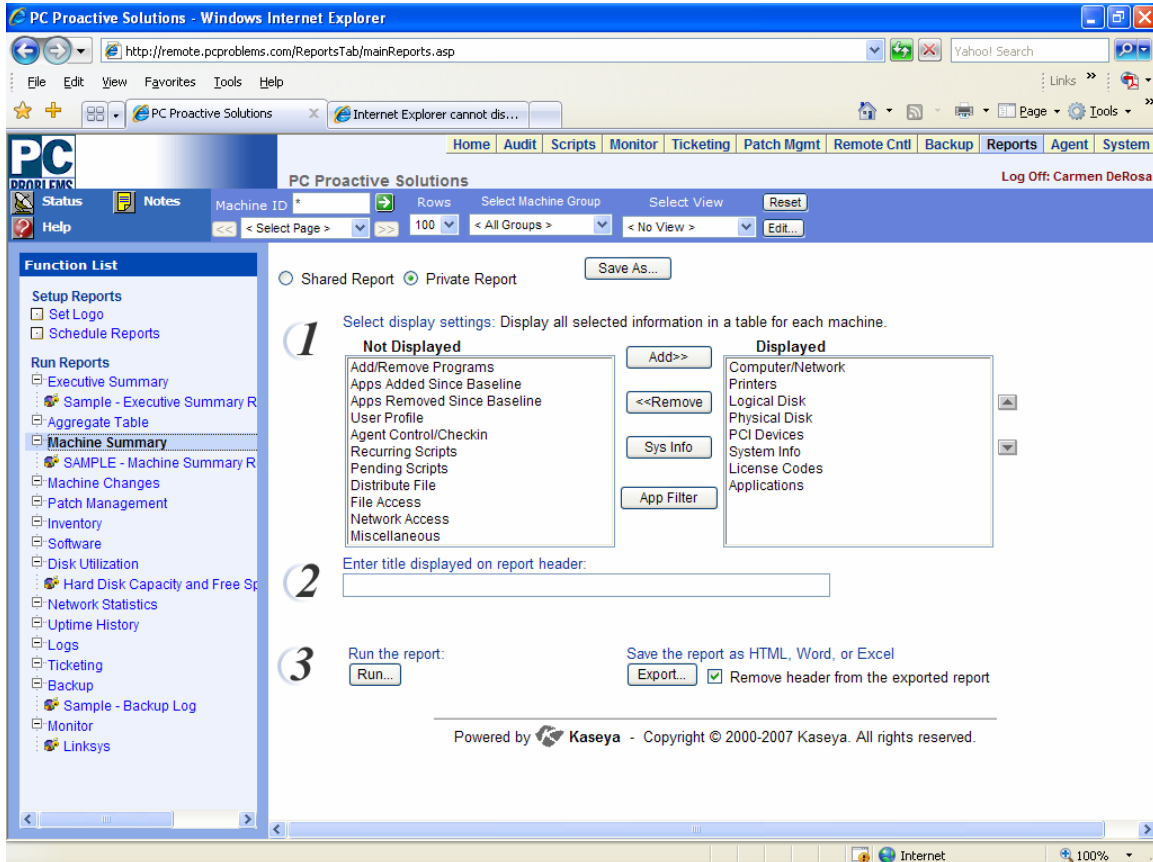 PC Proactive Solutions - Windows Internet Explorer
http://remote.pcproblems.com/ReportsTab/mainReports.asp
Yahoo! Search
File Edit View Favorites Tools Help
Links »
PC Proactive Solutions
Internet Explorer cannot dis...
Page
Tools
»
PC
PROBLEMS
Home Audit Scripts Monitor Ticketing Patch Mgmt Remote Cntl Backup Reports Agent System
PC Proactive Solutions
Log Off: Carmen DeRosa
Status Notes
Help
Machine ID *
Rows
Select Machine Group
Select View
Reset
<< < Select Page > >>
100
< All Groups >
< No View >
Edit...
Function List
Setup Reports
Set Logo
Schedule Reports
Run Reports
Executive Summary
Sample - Executive Summary R
Aggregate Table
Machine Summary
SAMPLE - Machine Summary R
Machine Changes
Patch Management
Inventory
Software
Disk Utilization
Hard Disk Capacity and Free Sp
Network Statistics
Uptime History
Logs
Ticketing
Backup
Sample - Backup Log
Monitor
Linksys
Shared Report Private Report
Save As...
1
Select display settings: Display all selected information in a table for each machine.
Not Displayed
Add/Remove Programs
Apps Added Since Baseline
Apps Removed Since Baseline
User Profile
Agent Control/Checkin
Recurring Scripts
Pending Scripts
Distribute File
File Access
Network Access
Miscellaneous
Add>>
<<Remove
Sys Info
App Filter
Displayed
Computer/Network
Printers
Logical Disk
Physical Disk
PCI Devices
System Info
License Codes
Applications
2
Enter title displayed on report header:
3
Run the report:
Run...
Save the report as HTML, Word, or Excel
Export...
Remove header from the exported report
Powered by Kaseya - Copyright © 2000-2007 Kaseya. All rights reserved.
Internet
100%